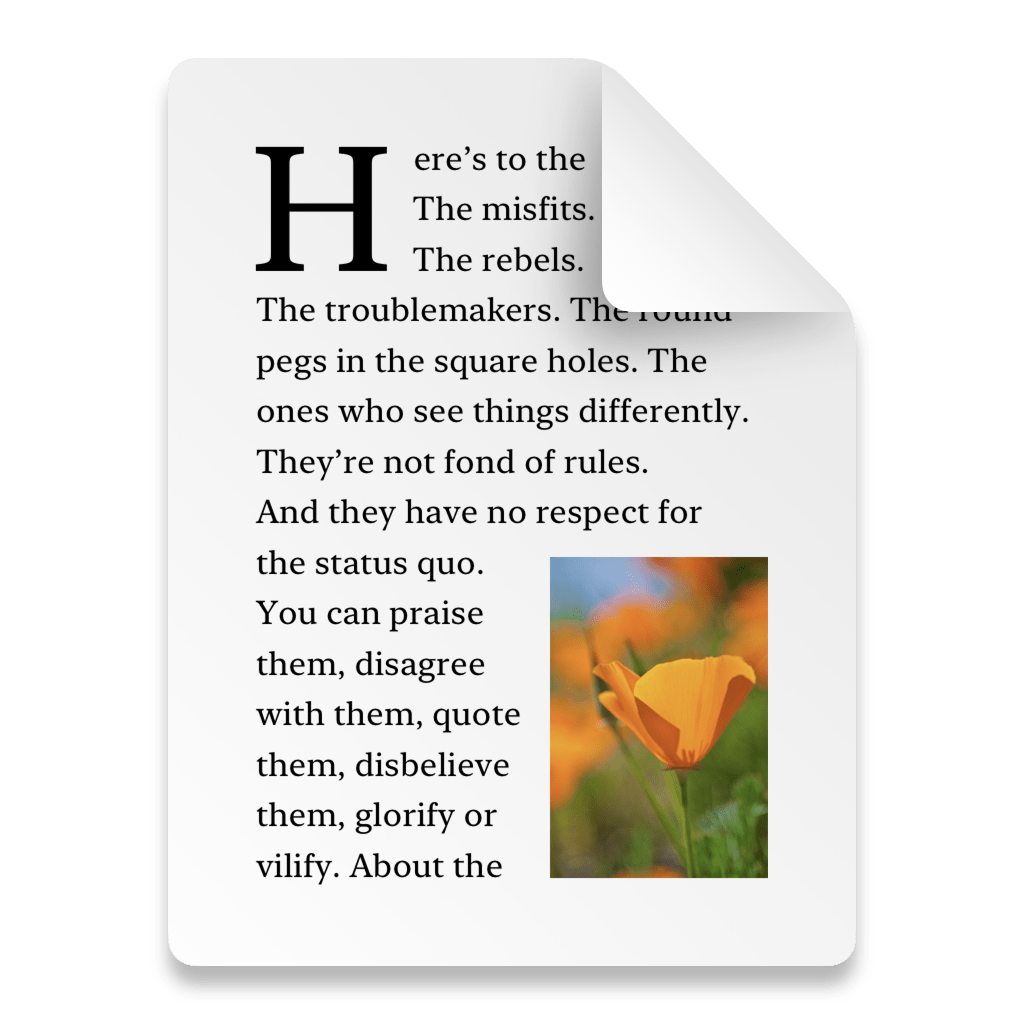 Here’s to the
The misfits.
The rebels.
The troublemakers. The round
pegs in the square holes. The
ones who see things differently.
They’re not fond of rules.
And they have no respect for
the status quo.
You can praise
them, disagree
with them, quote
them, disbelieve
them, glorify or
vilify. About the